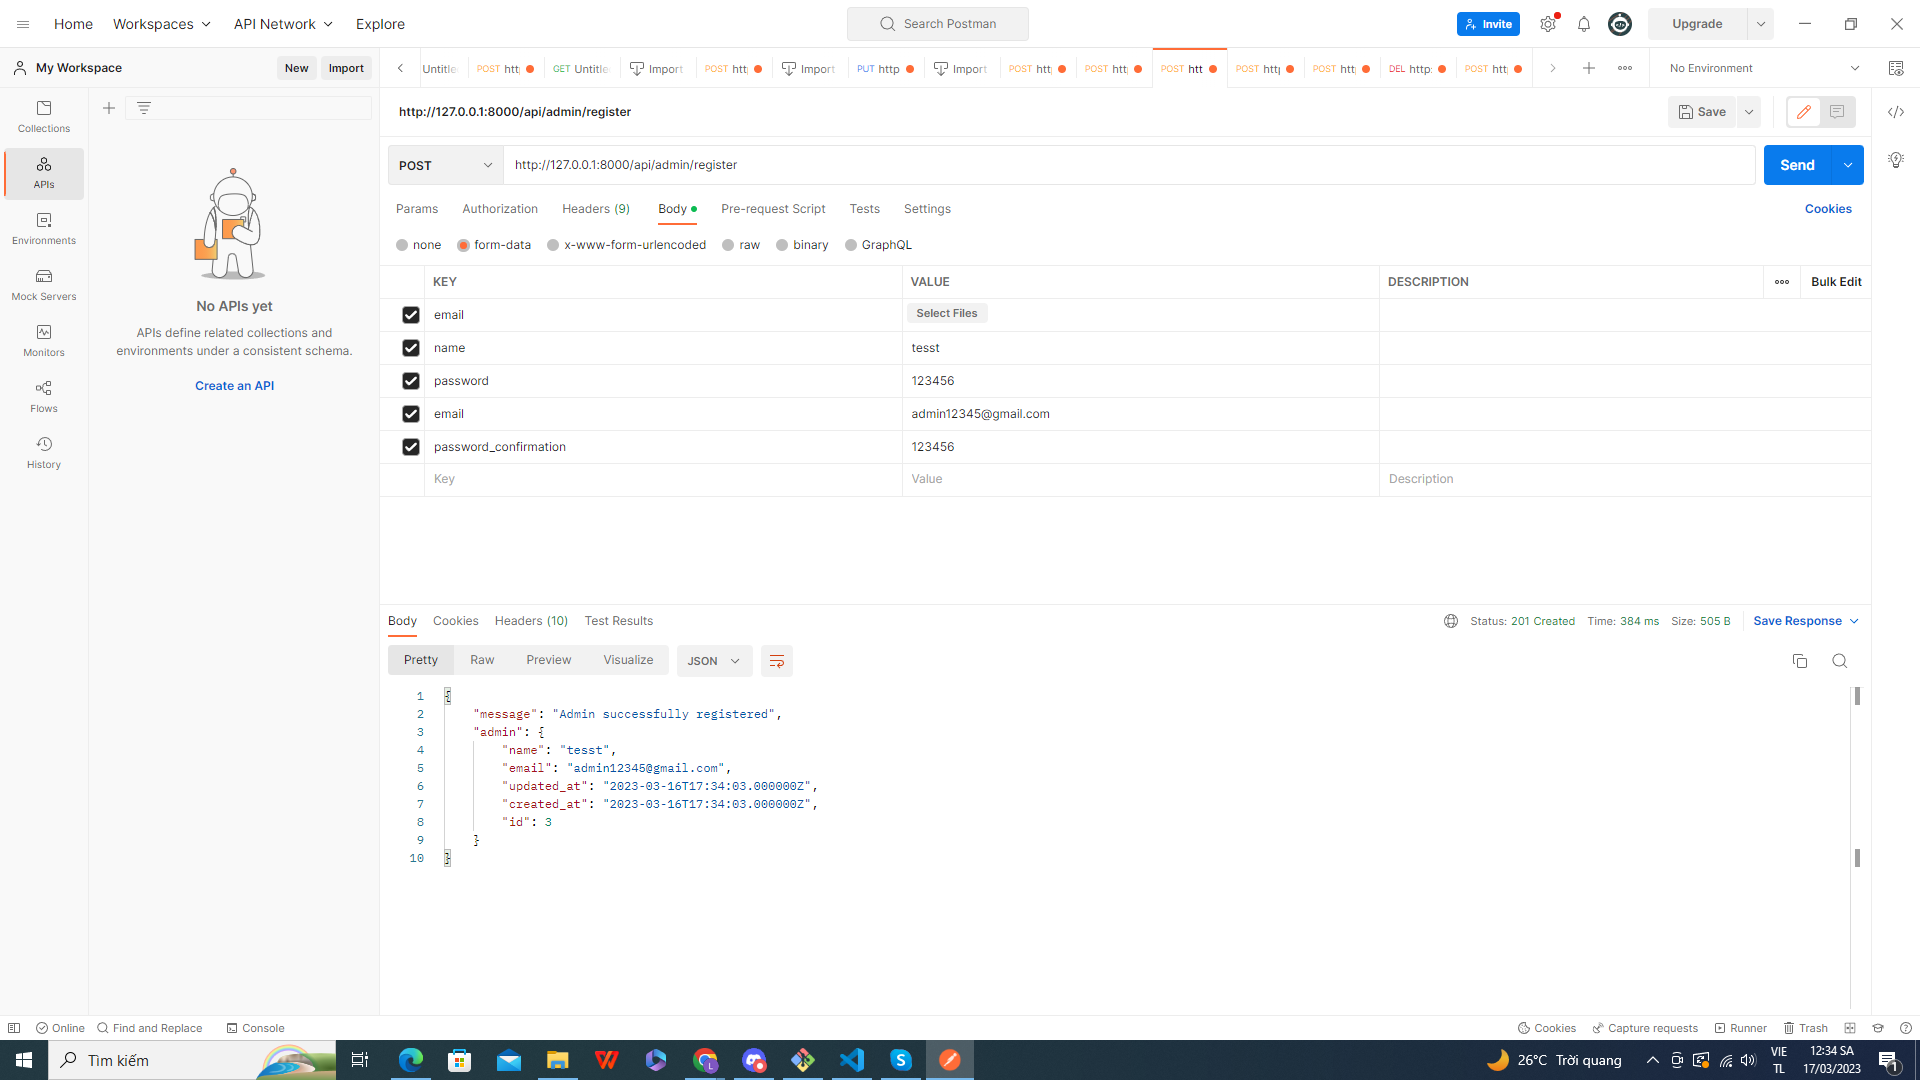 Home Workspaces API Network Explore Search Postman Invite Upgrade
My Workspace New Import Untitle POST htt GET Untitle Import POST htt Import PUT http Import POST htt POST htt POST htt POST htt POST htt DEL http: POST htt No Environment
http://127.0.0.1:8000/api/admin/register Save
Collections
APIs
Environments
Mock Servers
Monitors
Flows
History
No APIs yet
APIs define related collections and
environments under a consistent schema.
Create an API
POST http://127.0.0.1:8000/api/admin/register Send
Params Authorization Headers (9) Body Pre-request Script Tests Settings Cookies
none form-data x-www-form-urlencoded raw binary GraphQL
KEY VALUE DESCRIPTION Bulk Edit
email Select Files
name tesst
password 123456
email admin12345@gmail.com
password_confirmation 123456
Key Value Description
Body Cookies Headers (10) Test Results Status: 201 Created Time: 384 ms Size: 505 B Save Response
Pretty Raw Preview Visualize JSON
1 {
2 "message": "Admin successfully registered",
3 "admin": {
4 "name": "tesst",
5 "email": "admin12345@gmail.com",
6 "updated_at": "2023-03-16T17:34:03.000000Z",
7 "created_at": "2023-03-16T17:34:03.000000Z",
8 "id": 3
9 }
10 }
Online Find and Replace Console Cookies Capture requests Runner Trash
Tìm kiếm 26°C Trời quang VIE 12:34 SA
TL 17/03/2023 1